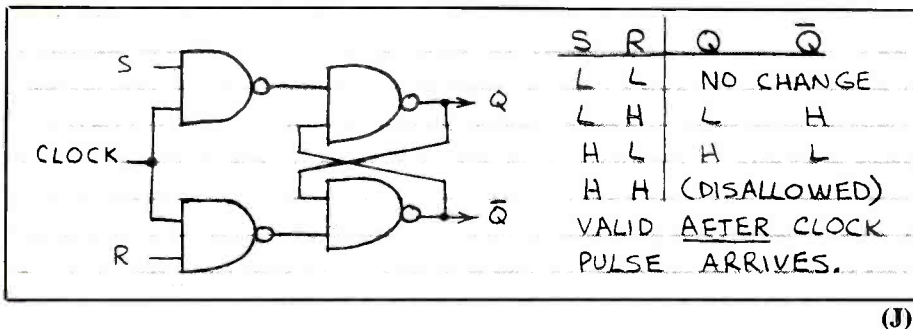 S
CLOCK
R
Q
Q̅
S R Q Q̅
L L NO CHANGE
L H L H
H L H L
H H (DISALLOWED)
VALID AFTER CLOCK
PULSE ARRIVES.
(J)